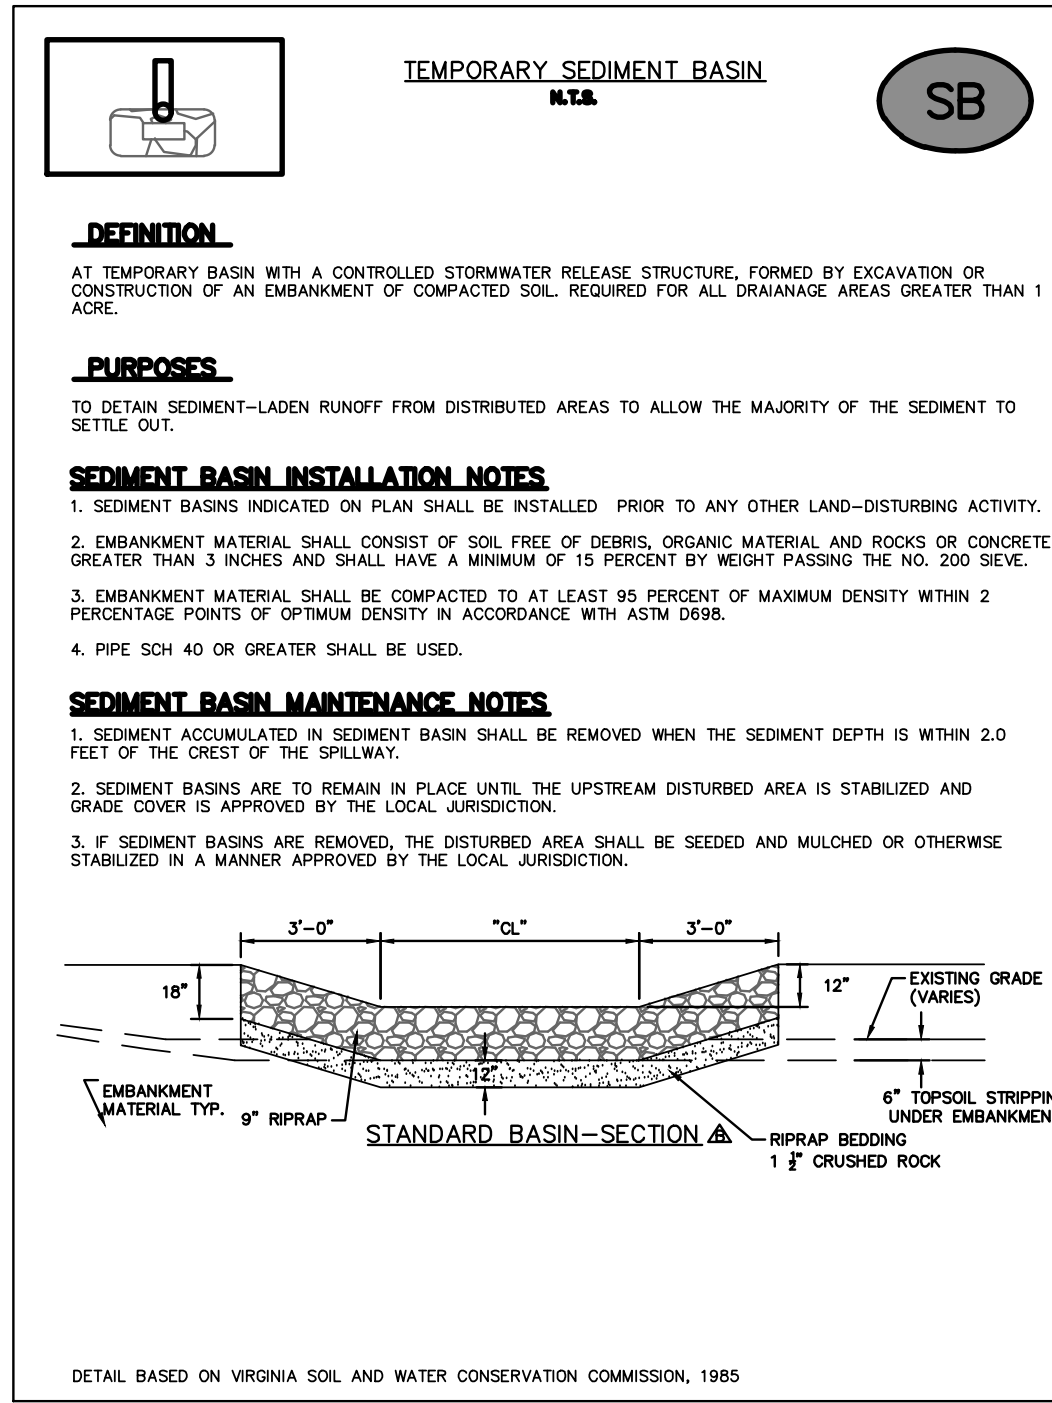 TEMPORARY SEDIMENT BASIN
N.T.S.
SB
DEFINITION
AT TEMPORARY BASIN WITH A CONTROLLED STORMWATER RELEASE STRUCTURE, FORMED BY EXCAVATION OR
CONSTRUCTION OF AN EMBANKMENT OF COMPACTED SOIL. REQUIRED FOR ALL DRAIANAGE AREAS GREATER THAN 1
ACRE.
PURPOSES
TO DETAIN SEDIMENT-LADEN RUNOFF FROM DISTRIBUTED AREAS TO ALLOW THE MAJORITY OF THE SEDIMENT TO
SETTLE OUT.
SEDIMENT BASIN INSTALLATION NOTES
1. SEDIMENT BASINS INDICATED ON PLAN SHALL BE INSTALLED PRIOR TO ANY OTHER LAND-DISTURBING ACTIVITY.
2. EMBANKMENT MATERIAL SHALL CONSIST OF SOIL FREE OF DEBRIS, ORGANIC MATERIAL AND ROCKS OR CONCRETE
GREATER THAN 3 INCHES AND SHALL HAVE A MINIMUM OF 15 PERCENT BY WEIGHT PASSING THE NO. 200 SIEVE.
3. EMBANKMENT MATERIAL SHALL BE COMPACTED TO AT LEAST 95 PERCENT OF MAXIMUM DENSITY WITHIN 2
PERCENTAGE POINTS OF OPTIMUM DENSITY IN ACCORDANCE WITH ASTM D698.
4. PIPE SCH 40 OR GREATER SHALL BE USED.
SEDIMENT BASIN MAINTENANCE NOTES
1. SEDIMENT ACCUMULATED IN SEDIMENT BASIN SHALL BE REMOVED WHEN THE SEDIMENT DEPTH IS WITHIN 2.0
FEET OF THE CREST OF THE SPILLWAY.
2. SEDIMENT BASINS ARE TO REMAIN IN PLACE UNTIL THE UPSTREAM DISTURBED AREA IS STABILIZED AND
GRADE COVER IS APPROVED BY THE LOCAL JURISDICTION.
3. IF SEDIMENT BASINS ARE REMOVED, THE DISTURBED AREA SHALL BE SEEDED AND MULCHED OR OTHERWISE
STABILIZED IN A MANNER APPROVED BY THE LOCAL JURISDICTION.
3'-0" "CL" 3'-0"
18"
12"
EXISTING GRADE
(VARIES)
12"
EMBANKMENT
MATERIAL TYP.
9" RIPRAP
6" TOPSOIL STRIPPIN
UNDER EMBANKMEN
STANDARD BASIN-SECTION B
RIPRAP BEDDING
1 1/2" CRUSHED ROCK
DETAIL BASED ON VIRGINIA SOIL AND WATER CONSERVATION COMMISSION, 1985